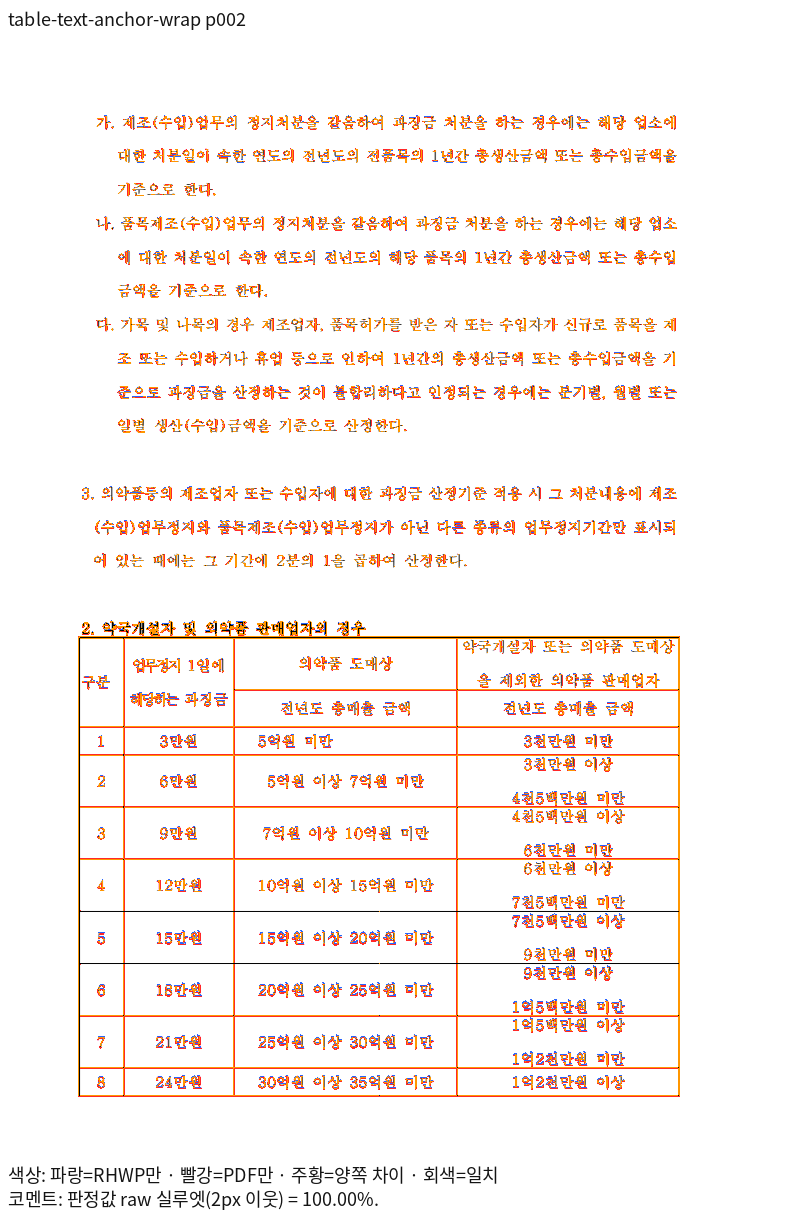 table-text-anchor-wrap p002
가. 제조(수입)업무의 정지처분을 갈음하여 과징금 처분을 하는 경우에는 해당 업소에
대한 처분일이 속한 연도의 전년도의 전품목의 1년간 총생산금액 또는 총수입금액을
기준으로 한다.
나. 품목제조(수입)업무의 정지처분을 갈음하여 과징금 처분을 하는 경우에는 해당 업소
에 대한 처분일이 속한 연도의 전년도의 해당 품목의 1년간 총생산금액 또는 총수입
금액을 기준으로 한다.
다. 가목 및 나목의 경우 제조업자, 품목허가를 받은 자 또는 수입자가 신규로 품목을 제
조 또는 수입하거나 휴업 등으로 인하여 1년간의 총생산금액 또는 총수입금액을 기
준으로 과징금을 산정하는 것이 불합리하다고 인정되는 경우에는 분기별, 월별 또는
일별 생산(수입)금액을 기준으로 산정한다.
3. 의약품등의 제조업자 또는 수입자에 대한 과징금 산정기준 적용 시 그 처분내용에 제조
(수입)업무정지와 품목제조(수입)업무정지가 아닌 다른 종류의 업무정지기간만 표시되
어 있는 때에는 그 기간에 2분의 1을 곱하여 산정한다.
2. 약국개설자 및 의약품 판매업자의 경우
구분 업무정지 1일에 해당하는 과징금 의약품 도매상 약국개설자 또는 의약품 도매상
을 제외한 의약품 판매업자
전년도 총매출 금액 전년도 총매출 금액
1 3만원 5억원 미만 3천만원 미만
2 6만원 5억원 이상 7억원 미만 3천만원 이상
4천5백만원 미만
3 9만원 7억원 이상 10억원 미만 4천5백만원 이상
6천만원 미만
4 12만원 10억원 이상 15억원 미만 6천만원 이상
7천5백만원 미만
5 15만원 15억원 이상 20억원 미만 7천5백만원 이상
9천만원 미만
6 18만원 20억원 이상 25억원 미만 9천만원 이상
1억5백만원 미만
7 21만원 25억원 이상 30억원 미만 1억5백만원 이상
1억2천만원 미만
8 24만원 30억원 이상 35억원 미만 1억2천만원 이상
색상: 파랑=RHWP만 · 빨강=PDF만 · 주황=양쪽 차이 · 회색=일치
코멘트: 판정값 raw 실루엣(2px 이웃) = 100.00%.